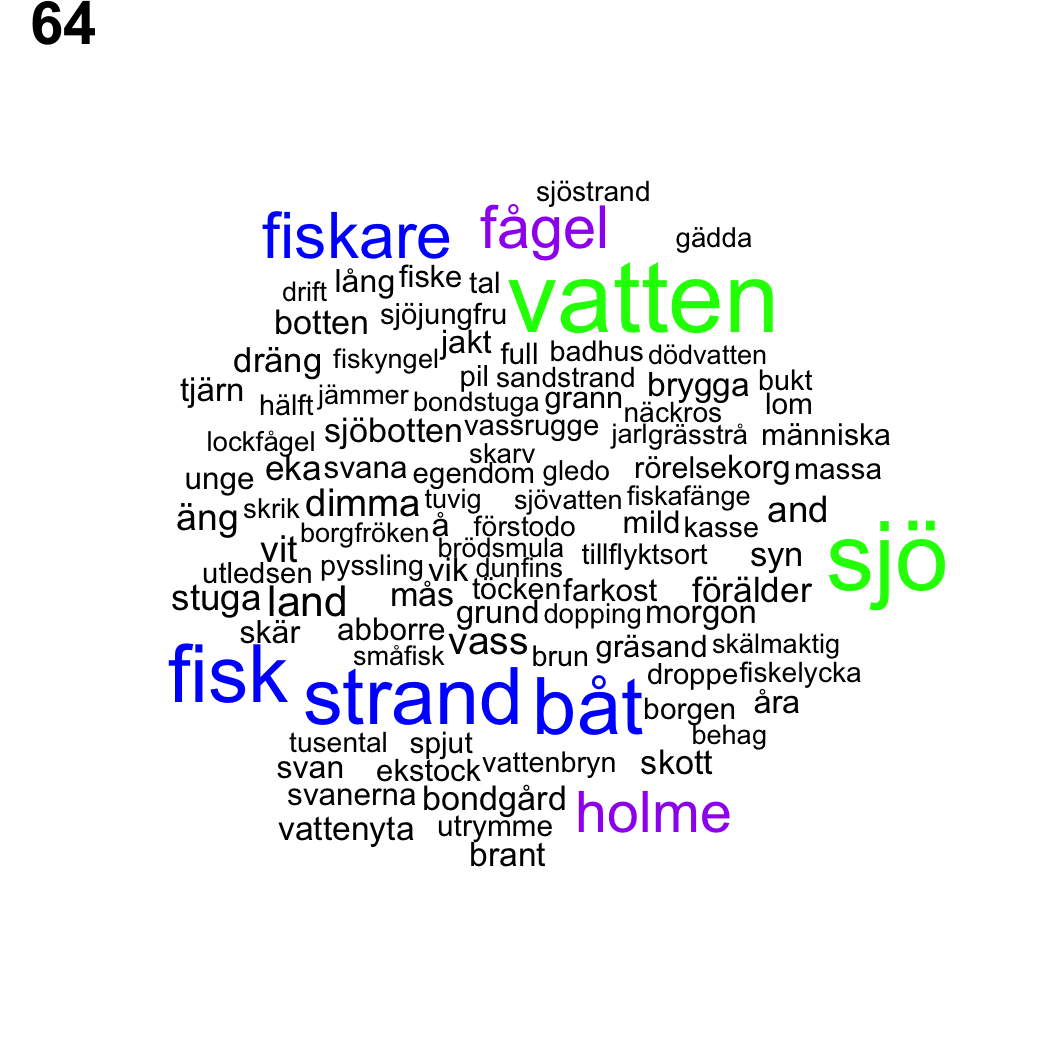 64
sjöstrand
fiskare fågel gädda
drift lång fiske tal vatten
botten sjöjungfru
dräng fiskyngel jakt full badhus dödvatten
tjärn pil sandstrand brygga bukt
hälft jämmer bondstuga grann näckros lom
lockfågel sjöbotten vassrugge jarlgrässtrå människa
skarv
unge eka svana egendom gledo rörelse korg massa
äng skrik dimma tuvig sjövatten fiskafänge and
borgfröken å förstodo mild kasse
vit brödsmula tillflyktsort syn sjö
utledsen pyssling vik dunfins
stuga land mås töcken farkost förälder
grund dopping morgon
skär abborre vass gräsand skälmaktig
småfisk brun
fisk strand båt droppe fiskelycka
borgen åra
tusental spjut behag
svan ekstock vattenbryn skott
svanerna bondgård holme
vattenyta utrymme
brant